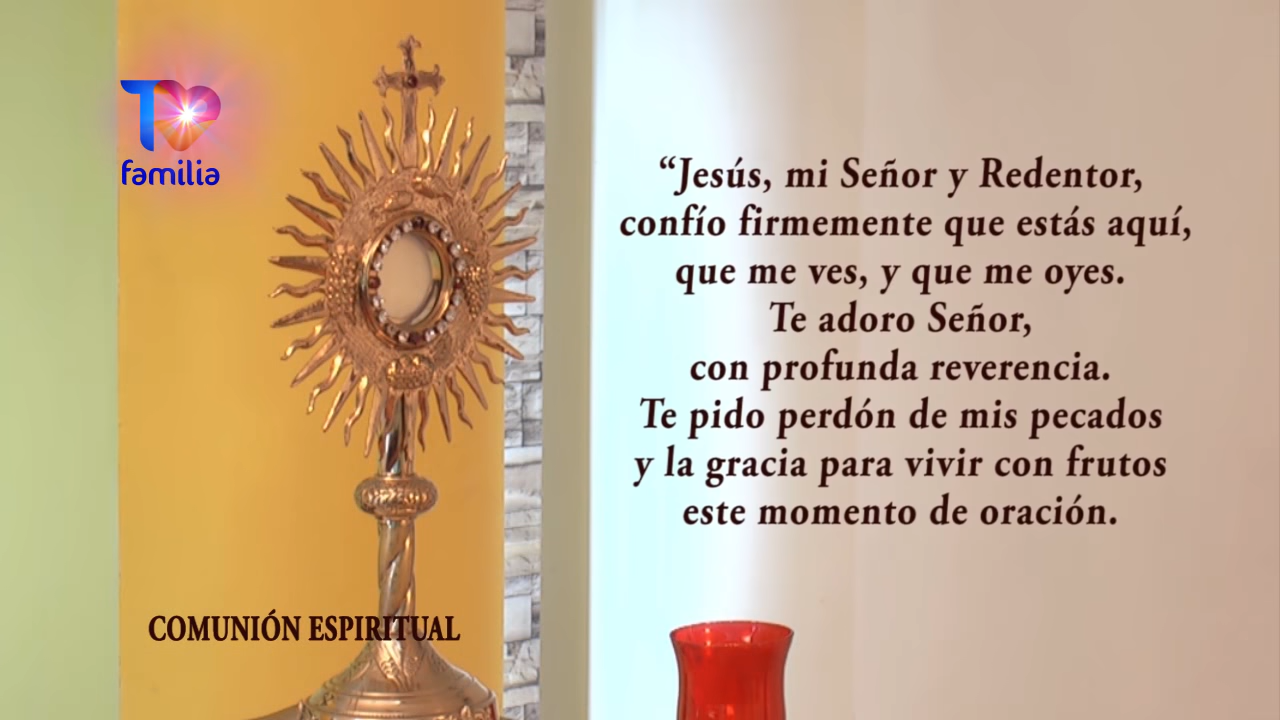 familia
“Jesús, mi Señor y Redentor,
confío firmemente que estás aquí,
que me ves, y que me oyes.
Te adoro Señor,
con profunda reverencia.
Te pido perdón de mis pecados
y la gracia para vivir con frutos
este momento de oración.
COMUNIÓN ESPIRITUAL